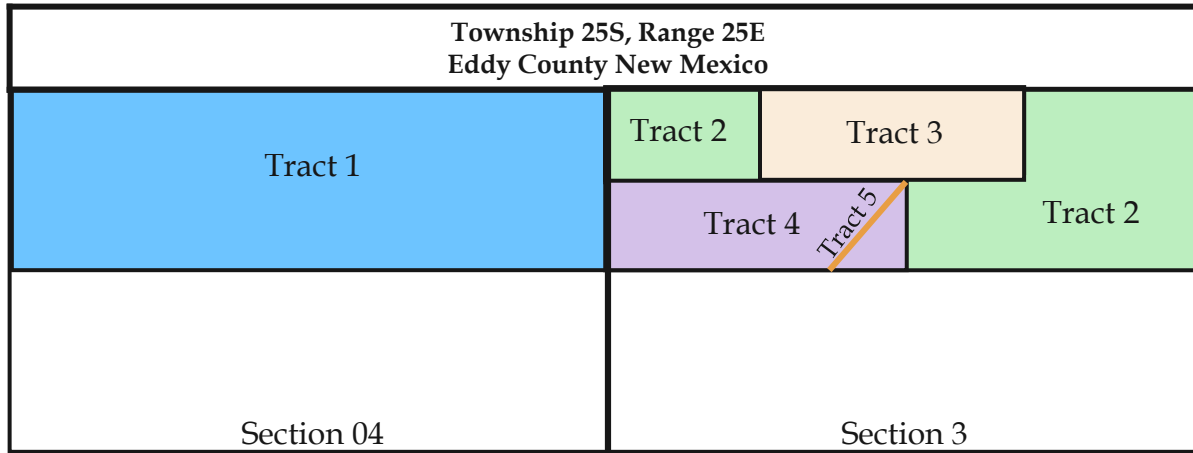 Township 25S, Range 25E
Eddy County New Mexico
Tract 1
Tract 2
Tract 3
Tract 4
Tract 5
Tract 2
Section 04
Section 3